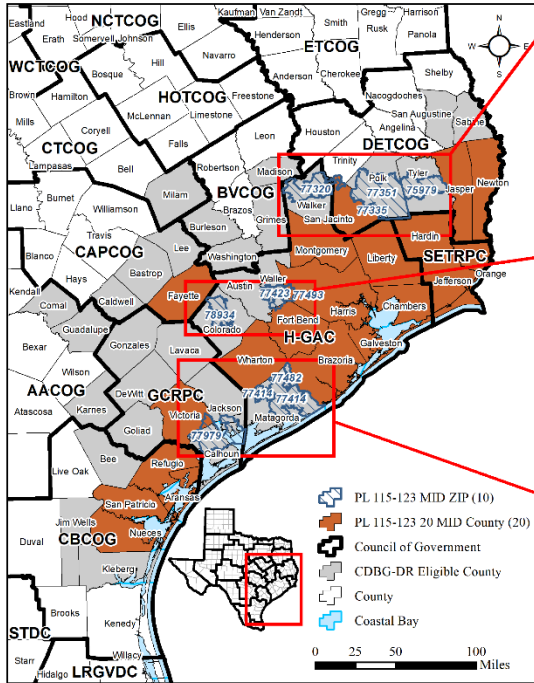 Kaufman
Van Zandt
Gregg
Harrison
Hood
NCTCOG
Ellis
Smith
Rusk
Eastland
Erath
Somervell
Johnson
Henderson
Panola
Navarro
ETCOG
WCTCOG
Hill
Bosque
Anderson
Cherokee
Shelby
Brown
Hamilton
HOTCOG
Freestone
Nacogdoches
Mills
McLennan
Limestone
San Augustine
Coryell
Leon
Houston
Angelina
Sabine
CTCOG
Falls
DETCOG
Lampasas
Bell
Robertson
Madison
Trinity
Burnet
Milam
BVCOG
77320
Polk
Tyler
Jasper
Newton
Llano
Williamson
Brazos
Walker
77351
75979
Grimes
San Jacinto
77335
Travis
Burleson
Hardin
CAPCOG
Lee
Washington
Montgomery
Blanco
Bastrop
Liberty
SETRPC
Hays
Austin
Waller
Orange
Kendall
Caldwell
Fayette
77423
77493
Jefferson
Comal
78934
Harris
Chambers
Guadalupe
Colorado
Fort Bend
Gonzales
H-GAC
Galveston
Bexar
Lavaca
Wharton
Brazoria
Wilson
77482
AACOG
DeWitt
GCRPC
Jackson
77414
77414
Atascosa
Karnes
Victoria
Matagorda
Goliad
77979
Calhoun
Bee
Live Oak
Refugio
Aransas
San Patricio
Jim Wells
Nueces
Duval
CBCOG
Kleberg
Brooks
Kenedy
STDC
Starr
Willacy
Hidalgo
LRGVDC
N
W
E
S
PL 115-123 MID ZIP (10)
PL 115-123 20 MID County (20)
Council of Government
CDBG-DR Eligible County
County
Coastal Bay
0 50 100
Miles